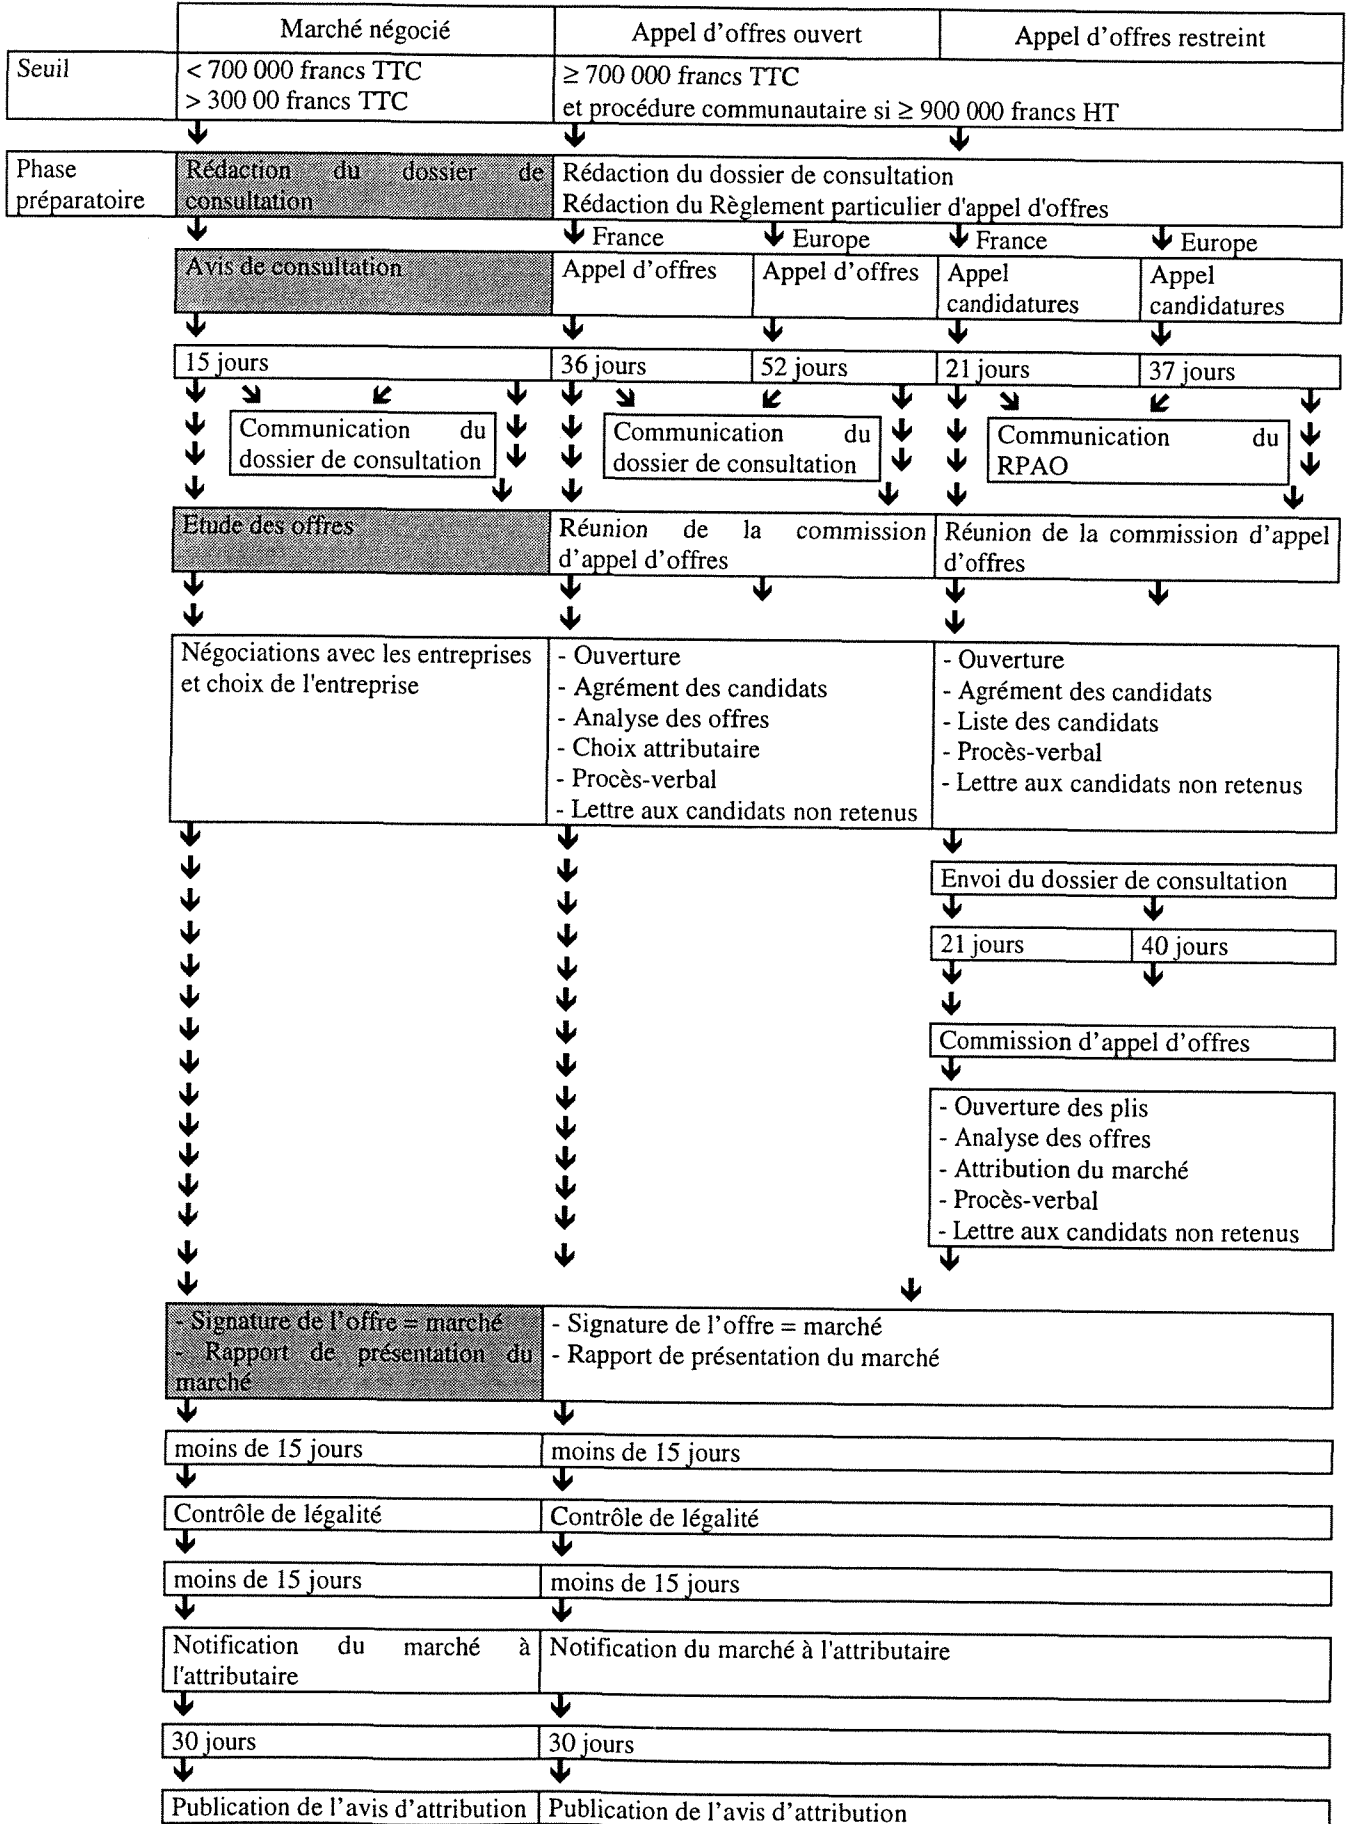 Marché négocié
Appel d'offres ouvert
Appel d'offres restreint
Seuil
< 700 000 francs TTC
> 300 00 francs TTC
≥ 700 000 francs TTC
et procédure communautaire si ≥ 900 000 francs HT
Phase
préparatoire
Rédaction du dossier de
consultation
Rédaction du dossier de consultation
Rédaction du Règlement particulier d'appel d'offres
France
Europe
France
Europe
Avis de consultation
Appel d'offres
Appel d'offres
Appel
candidatures
Appel
candidatures
15 jours
36 jours
52 jours
21 jours
37 jours
Communication du
dossier de consultation
Communication du
dossier de consultation
Communication du
RPAO
Etude des offres
Réunion de la commission
d'appel d'offres
Réunion de la commission d'appel
d'offres
Négociations avec les entreprises
et choix de l'entreprise
- Ouverture
- Agrément des candidats
- Analyse des offres
- Choix attributaire
- Procès-verbal
- Lettre aux candidats non retenus
- Ouverture
- Agrément des candidats
- Liste des candidats
- Procès-verbal
- Lettre aux candidats non retenus
Envoi du dossier de consultation
21 jours
40 jours
Commission d'appel d'offres
- Ouverture des plis
- Analyse des offres
- Attribution du marché
- Procès-verbal
- Lettre aux candidats non retenus
- Signature de l'offre = marché
- Rapport de présentation du
marché
- Signature de l'offre = marché
- Rapport de présentation du marché
moins de 15 jours
moins de 15 jours
Contrôle de légalité
Contrôle de légalité
moins de 15 jours
moins de 15 jours
Notification du marché à
l'attributaire
Notification du marché à l'attributaire
30 jours
30 jours
Publication de l'avis d'attribution
Publication de l'avis d'attribution